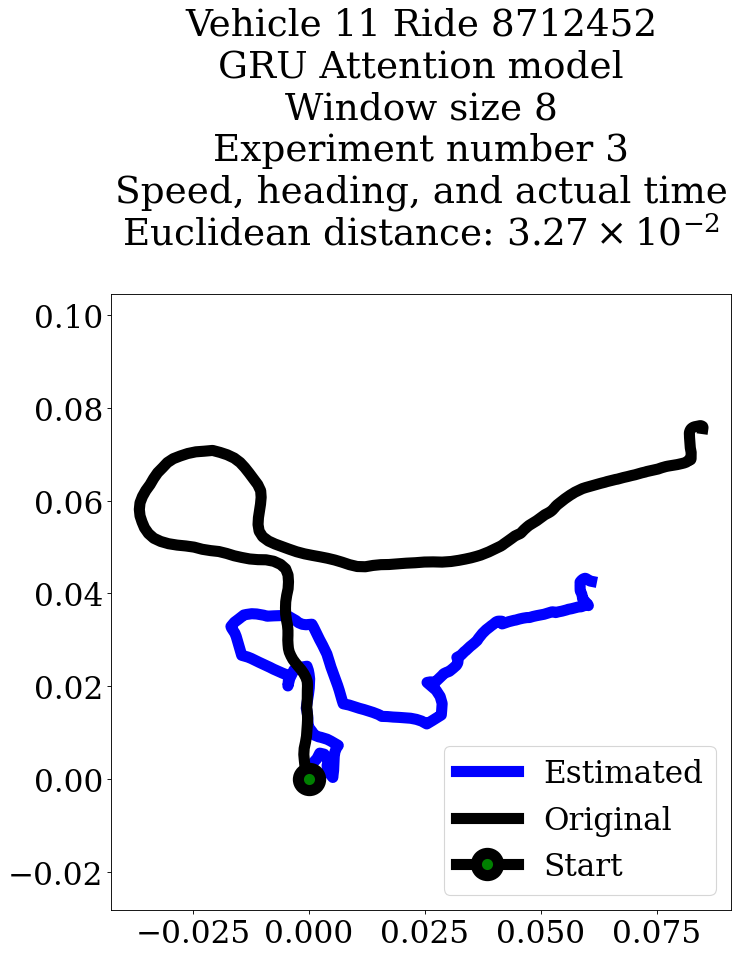 Vehicle 11 Ride 8712452
GRU Attention model
Window size 8
Experiment number 3
Speed, heading, and actual time
Euclidean distance: 3.27 × 10⁻²
0.10
0.08
0.06
0.04
0.02
0.00
−0.02
Estimated
Original
Start
−0.025 0.000 0.025 0.050 0.075